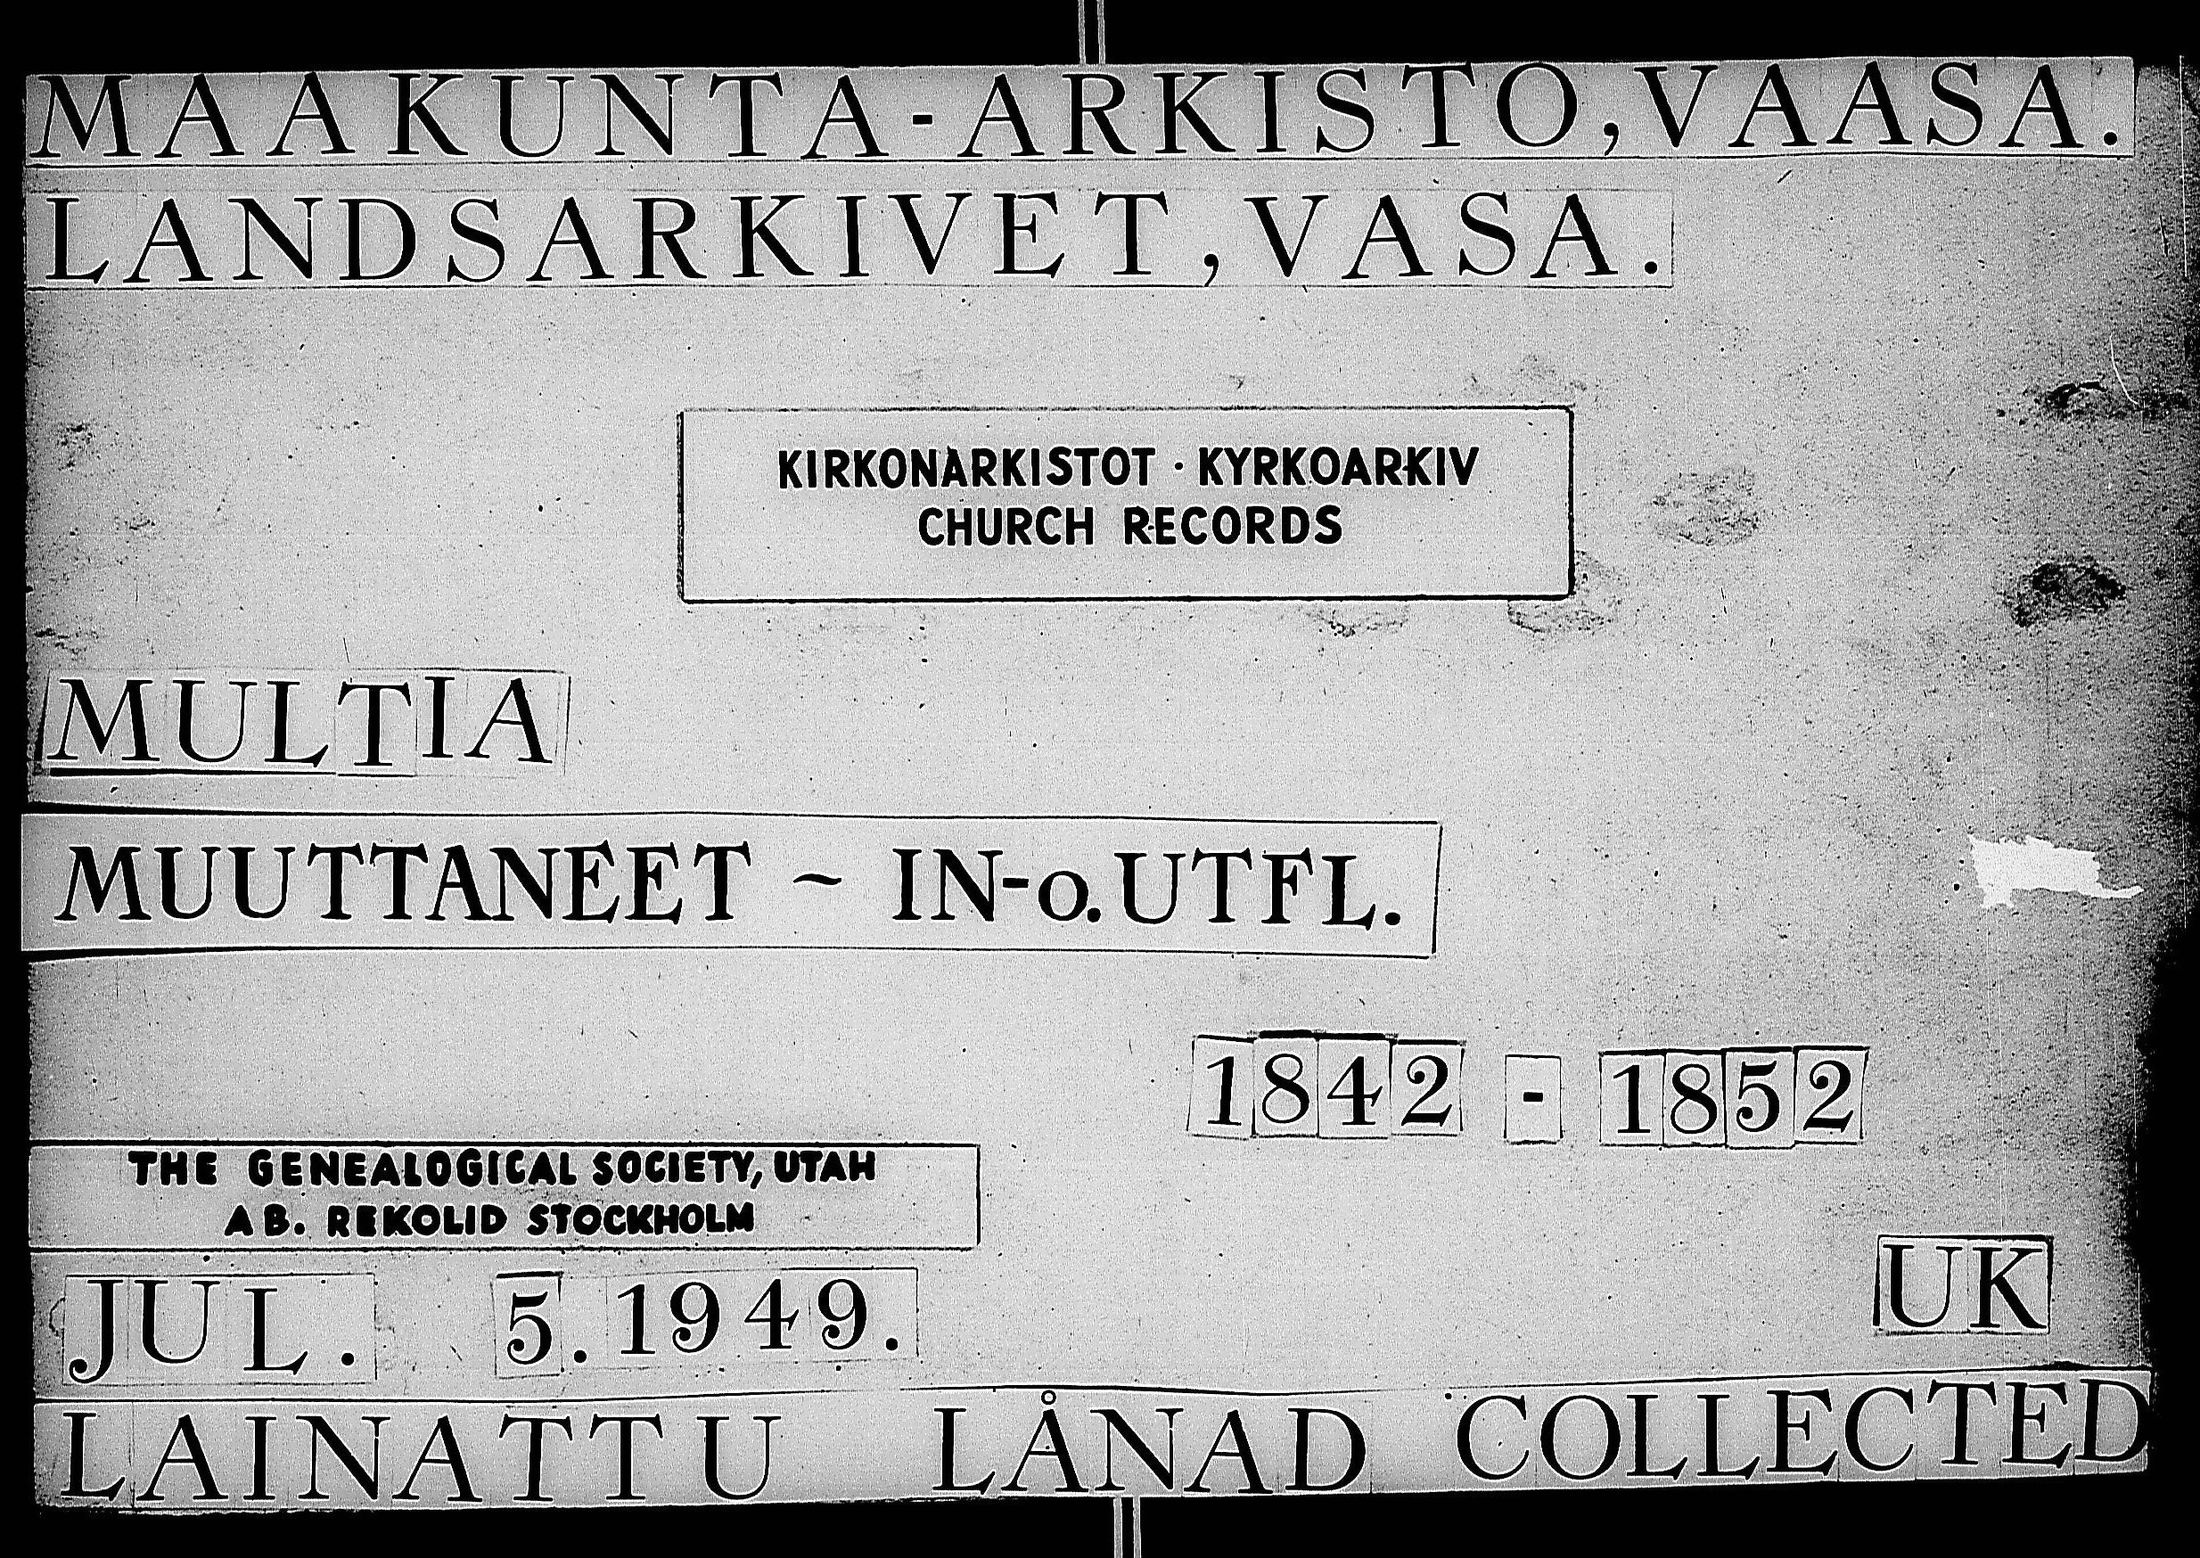 MAAKUNTA-ARKISTO, VAASA.
LANDSARKIVET, VASA.
KIRKONARKISTOT · KYRKOARKIV
CHURCH RECORDS
MULTIA
MUUTTANEET ~ IN-o. UTFL.
1842 - 1852
THE GENEALOGICAL SOCIETY, UTAH
AB. REKOLID STOCKHOLM
UK
JUL. 5. 1949.
LAINATTU LÅNAD COLLECTED